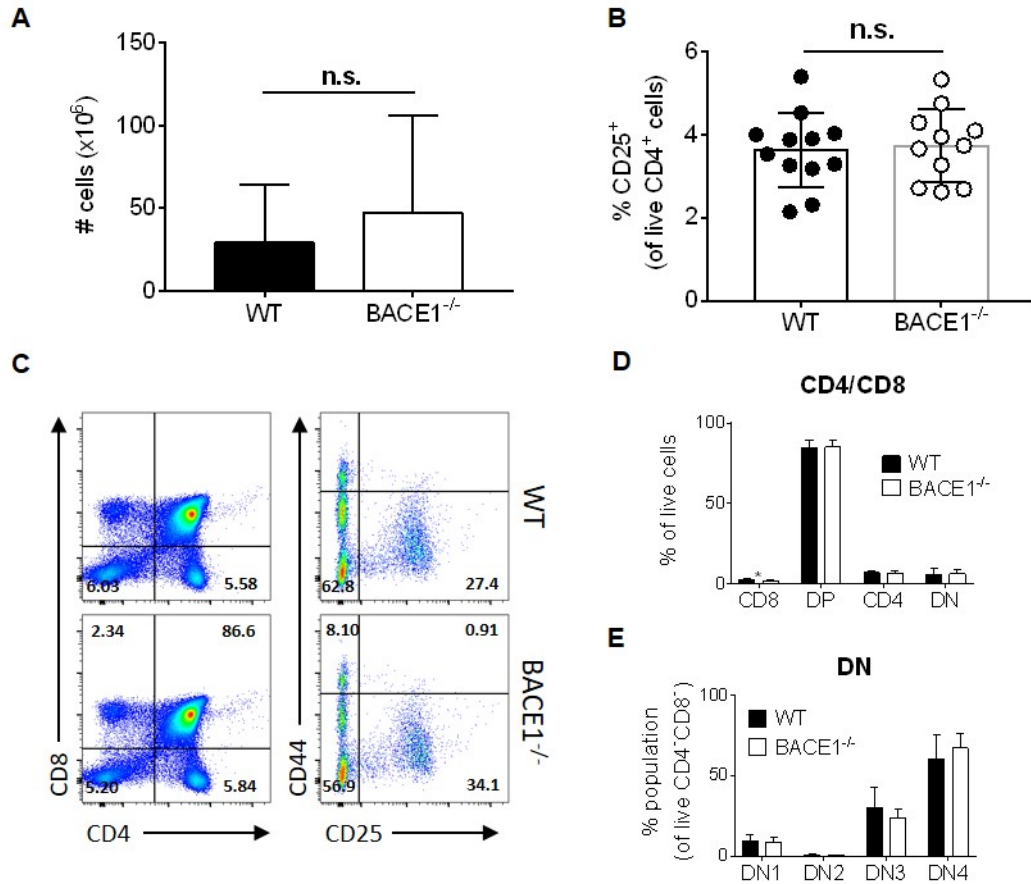 A
# cells (x10⁶)
150
100
50
0
n.s.
WT
BACE1⁻/⁻
B
% CD25⁺
(of live CD4⁺ cells)
6
4
2
0
n.s.
WT
BACE1⁻/⁻
C
6.03
5.58
62.8
27.4
WT
2.34
86.6
8.10
0.91
5.20
5.84
56.9
34.1
BACE1⁻/⁻
CD8
CD44
CD4
CD25
D
CD4/CD8
% of live cells
100
50
0
WT
BACE1⁻/⁻
*
CD8
DP
CD4
DN
E
DN
% population
(of live CD4⁻CD8⁻)
100
50
0
WT
BACE1⁻/⁻
DN1
DN2
DN3
DN4